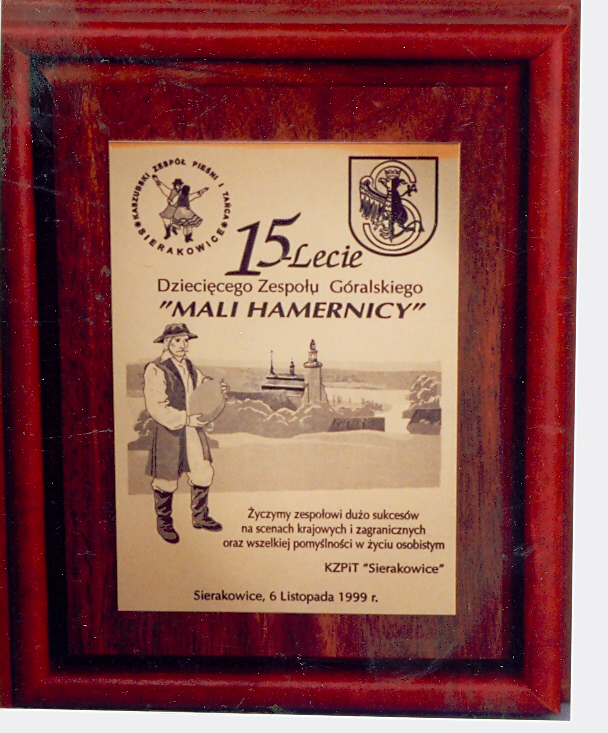 KASZUBSKI ZESPÓŁ PIEŚNI I TAŃCA
SIERAKOWICE
15-Lecie
Dziecięcego Zespołu Góralskiego
"MALI HAMERNICY"
Życzymy zespołowi dużo sukcesów
na scenach krajowych i zagranicznych
oraz wszelkiej pomyślności w życiu osobistym
KZPiT "Sierakowice"
Sierakowice, 6 Listopada 1999 r.